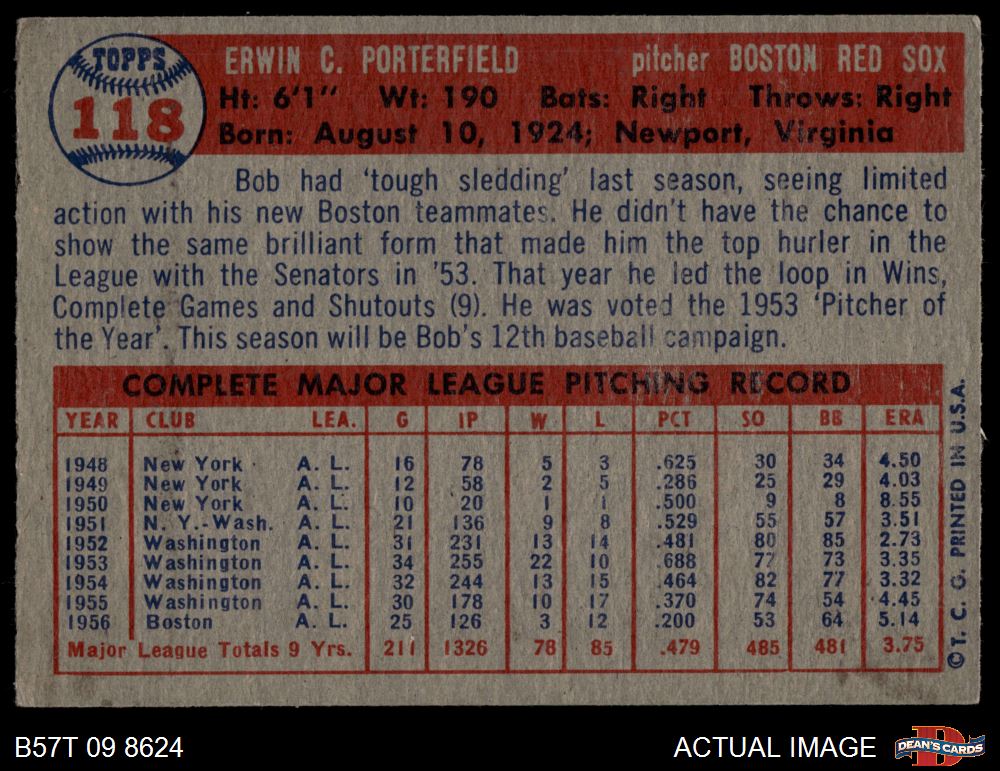 TOPPS
118
ERWIN C. PORTERFIELD pitcher BOSTON RED SOX
Ht: 6'1" Wt: 190 Bats: Right Throws: Right
Born: August 10, 1924; Newport, Virginia
Bob had 'tough sledding' last season, seeing limited
action with his new Boston teammates. He didn't have the chance to
show the same brilliant form that made him the top hurler in the
League with the Senators in '53. That year he led the loop in Wins,
Complete Games and Shutouts (9). He was voted the 1953 'Pitcher of
the Year'. This season will be Bob's 12th baseball campaign.
COMPLETE MAJOR LEAGUE PITCHING RECORD
YEAR CLUB LEA. G IP W L PCT SO BB ERA
1948 New York A. L. 16 78 5 3 .625 30 34 4.50
1949 New York A. L. 12 58 2 5 .286 25 29 4.03
1950 New York A. L. 10 20 1 1 .500 9 8 8.55
1951 N. Y.-Wash. A. L. 21 136 9 8 .529 55 57 3.51
1952 Washington A. L. 31 231 13 14 .481 80 85 2.73
1953 Washington A. L. 34 255 22 10 .688 77 73 3.35
1954 Washington A. L. 32 244 13 15 .464 82 77 3.32
1955 Washington A. L. 30 178 10 17 .370 74 54 4.45
1956 Boston A. L. 25 126 3 12 .200 53 64 5.14
Major League Totals 9 Yrs. 211 1326 78 85 .479 485 481 3.75
© T. C. G. PRINTED IN U.S.A.
B57T 09 8624 ACTUAL IMAGE DEAN'S CARDS